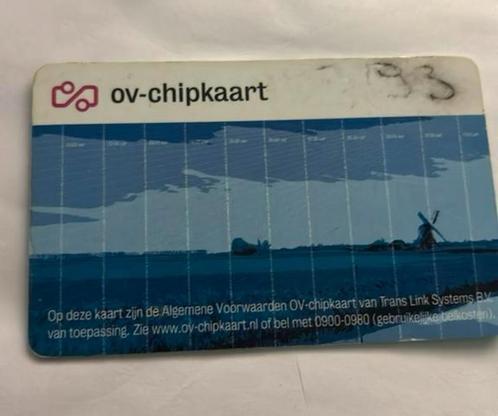 ov-chipkaart
93
Op deze kaart zijn de Algemene Voorwaarden OV-chipkaart van Trans Link Systems B.V.
van toepassing. Zie www.ov-chipkaart.nl of bel met 0900-0980 (gebruikelijke belkosten).